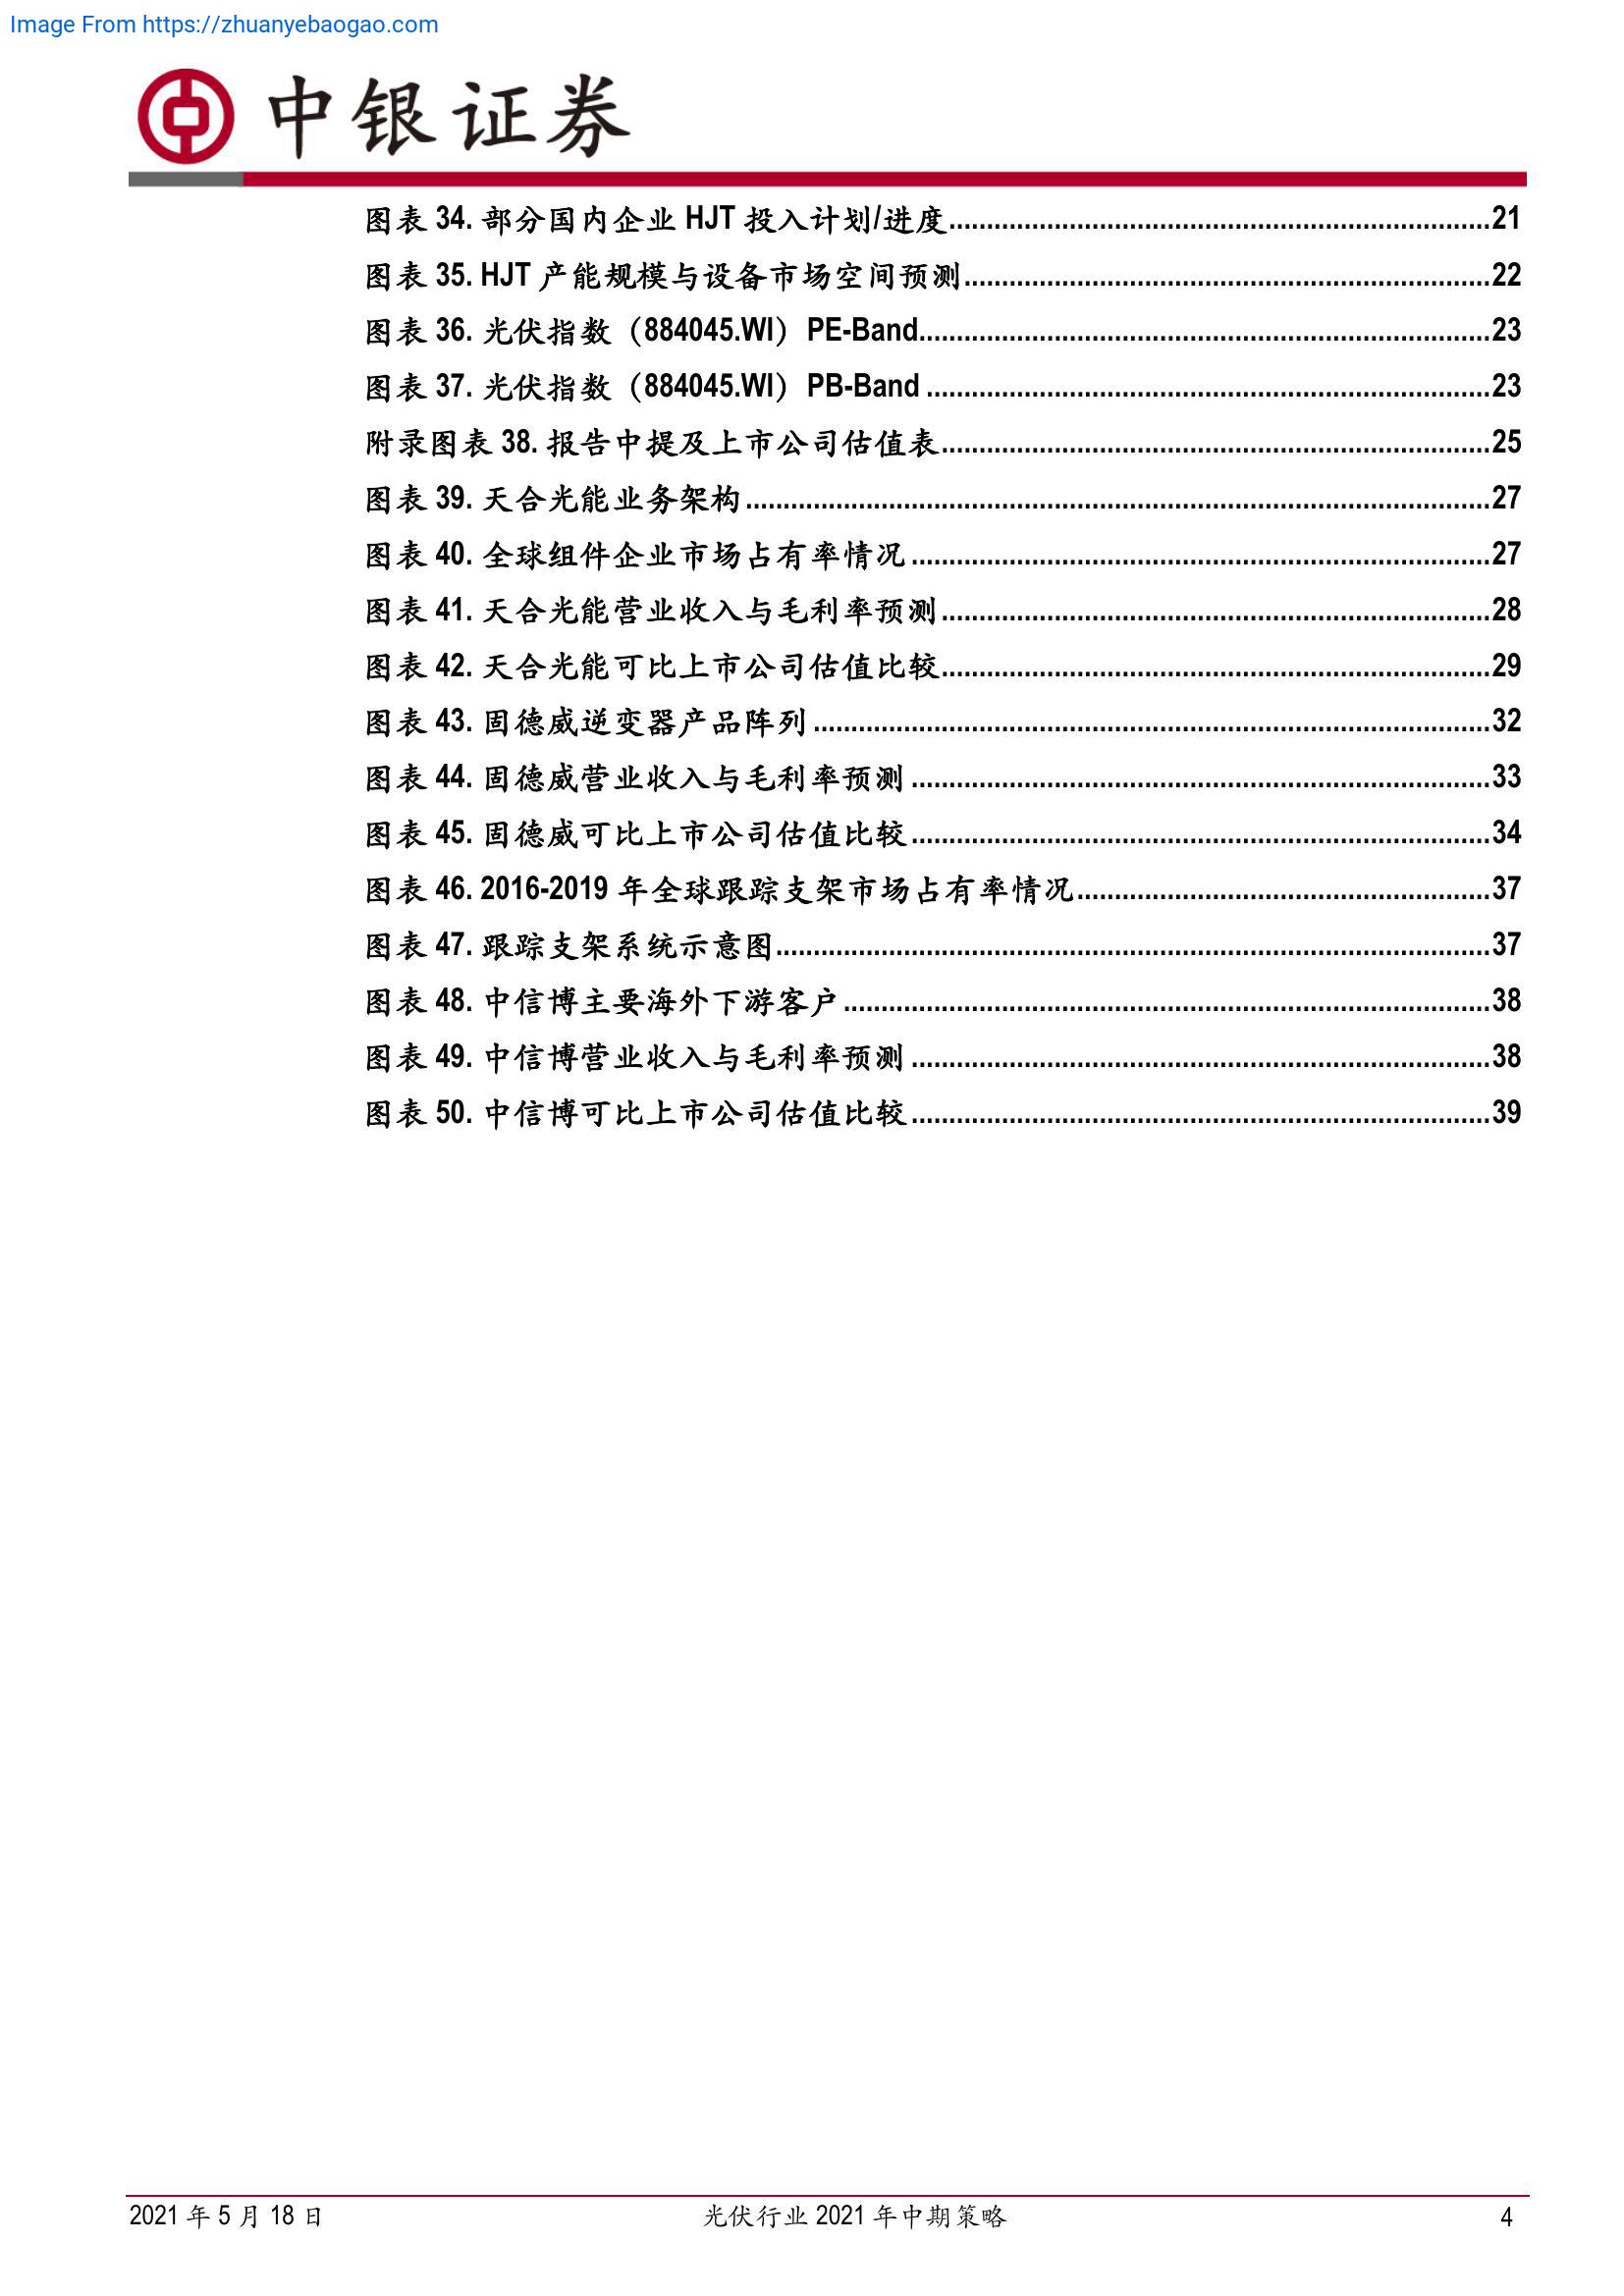 Image From https://zhuanyebaogao.com
中银证券
图表 34. 部分国内企业 HJT 投入计划/进度........................................................................21
图表 35. HJT 产能规模与设备市场空间预测......................................................................22
图表 36. 光伏指数（884045.WI）PE-Band............................................................................23
图表 37. 光伏指数（884045.WI）PB-Band ...........................................................................23
附录图表 38. 报告中提及上市公司估值表.........................................................................25
图表 39. 天合光能业务架构...................................................................................................27
图表 40. 全球组件企业市场占有率情况.............................................................................27
图表 41. 天合光能营业收入与毛利率预测.........................................................................28
图表 42. 天合光能可比上市公司估值比较.........................................................................29
图表 43. 固德威逆变器产品阵列..........................................................................................32
图表 44. 固德威营业收入与毛利率预测.............................................................................33
图表 45. 固德威可比上市公司估值比较.............................................................................34
图表 46. 2016-2019 年全球跟踪支架市场占有率情况.......................................................37
图表 47. 跟踪支架系统示意图...............................................................................................37
图表 48. 中信博主要海外下游客户......................................................................................38
图表 49. 中信博营业收入与毛利率预测.............................................................................38
图表 50. 中信博可比上市公司估值比较.............................................................................39
2021 年 5 月 18 日 光伏行业 2021 年中期策略 4